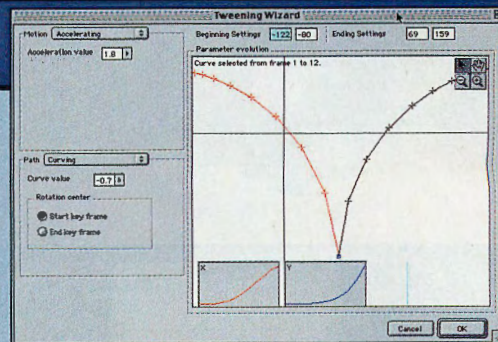 Tweening Wizard
Motion Accelerating
Acceleration value 1.8
Beginning Settings -122 -80 Ending Settings 69 159
Parameter evolution
Curve selected from frame 1 to 12.
Path Curving
Curve value -0.7
Rotation center
Start key frame
End key frame
X
Y
Cancel
OK